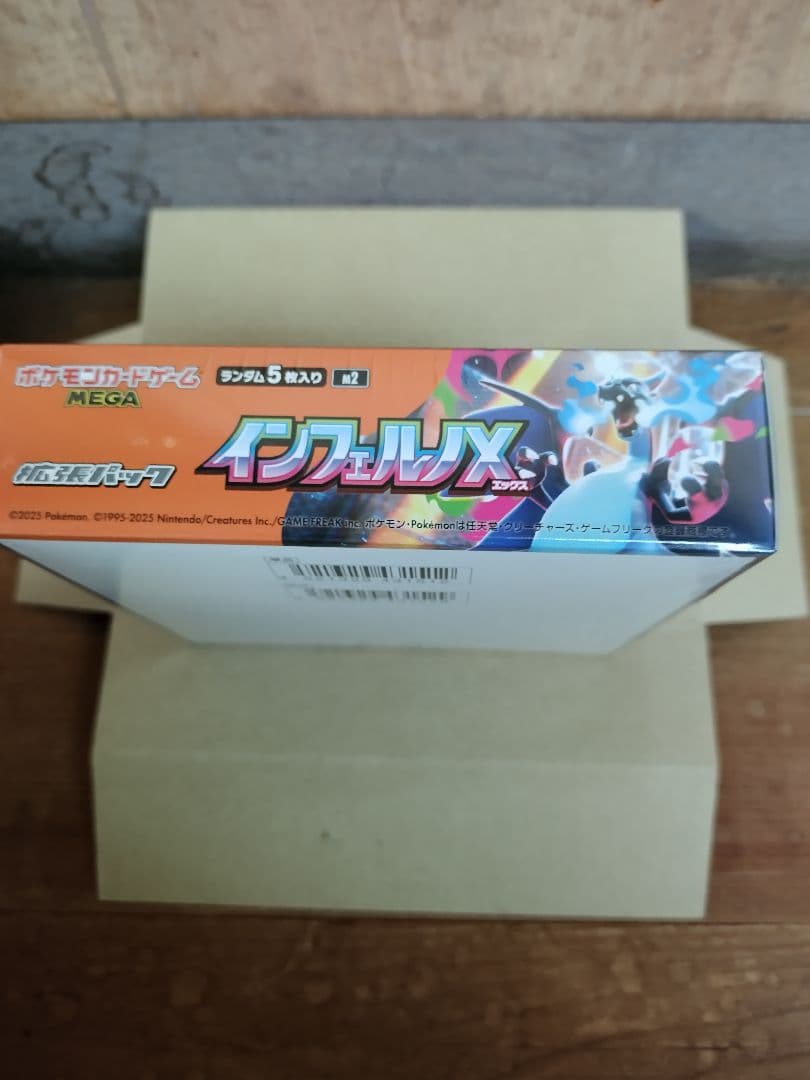 ポケモンカードゲーム
MEGA
ランダム5枚入り M2
拡張パック
インフェルノX
エックス
©2025 Pokémon. ©1995-2025 Nintendo/Creatures Inc./GAME FREAK inc. ポケモン・Pokémonは任天堂・クリーチャーズ・ゲームフリークの登録商標です。